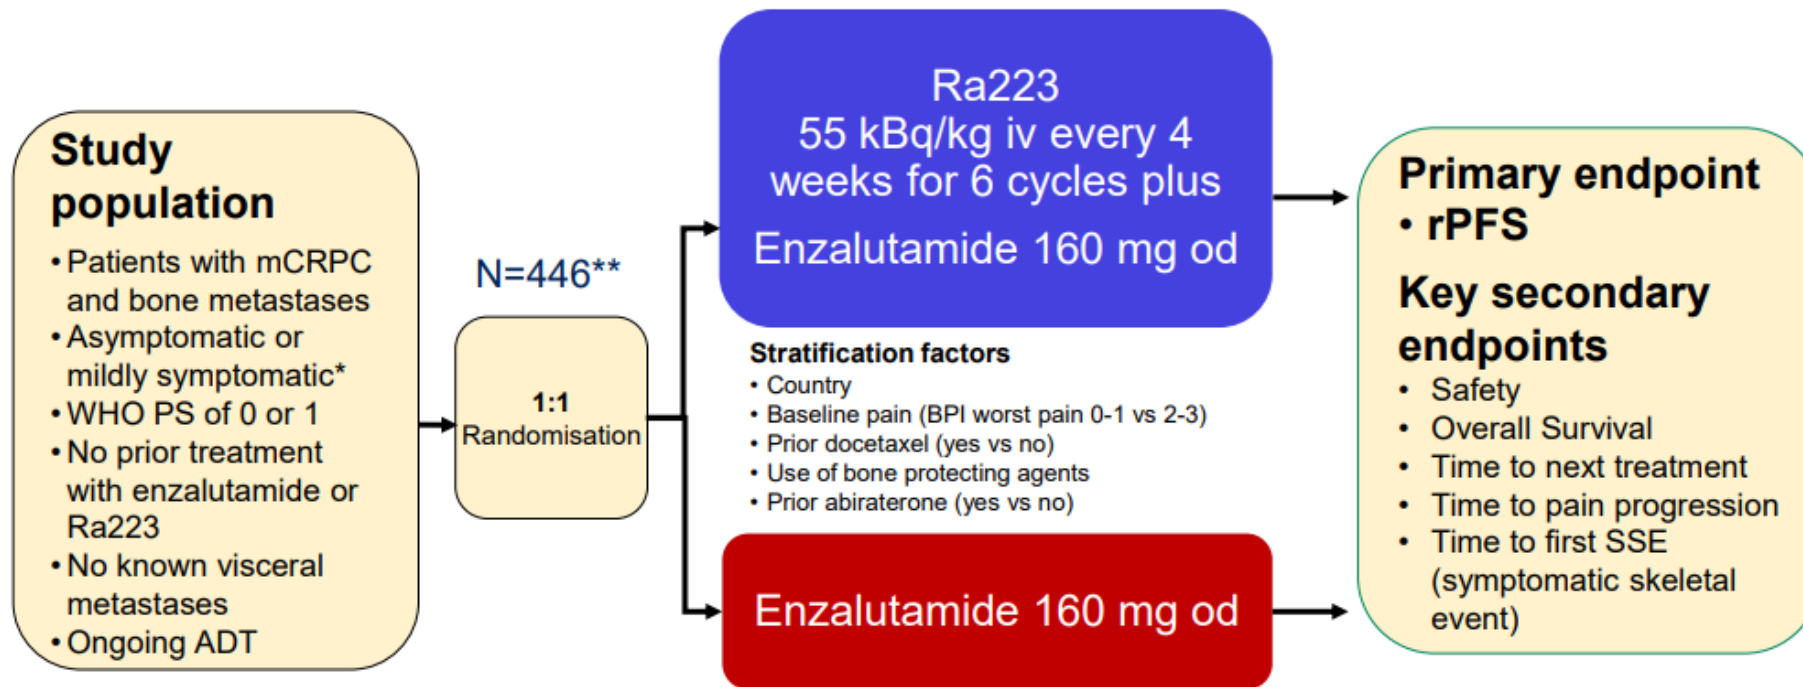 Study
population
• Patients with mCRPC
and bone metastases
• Asymptomatic or
mildly symptomatic*
• WHO PS of 0 or 1
• No prior treatment
with enzalutamide or
Ra223
• No known visceral
metastases
• Ongoing ADT
N=446**
1:1
Randomisation
Ra223
55 kBq/kg iv every 4
weeks for 6 cycles plus
Enzalutamide 160 mg od
Stratification factors
• Country
• Baseline pain (BPI worst pain 0-1 vs 2-3)
• Prior docetaxel (yes vs no)
• Use of bone protecting agents
• Prior abiraterone (yes vs no)
Enzalutamide 160 mg od
Primary endpoint
• rPFS
Key secondary
endpoints
• Safety
• Overall Survival
• Time to next treatment
• Time to pain progression
• Time to first SSE
(symptomatic skeletal
event)